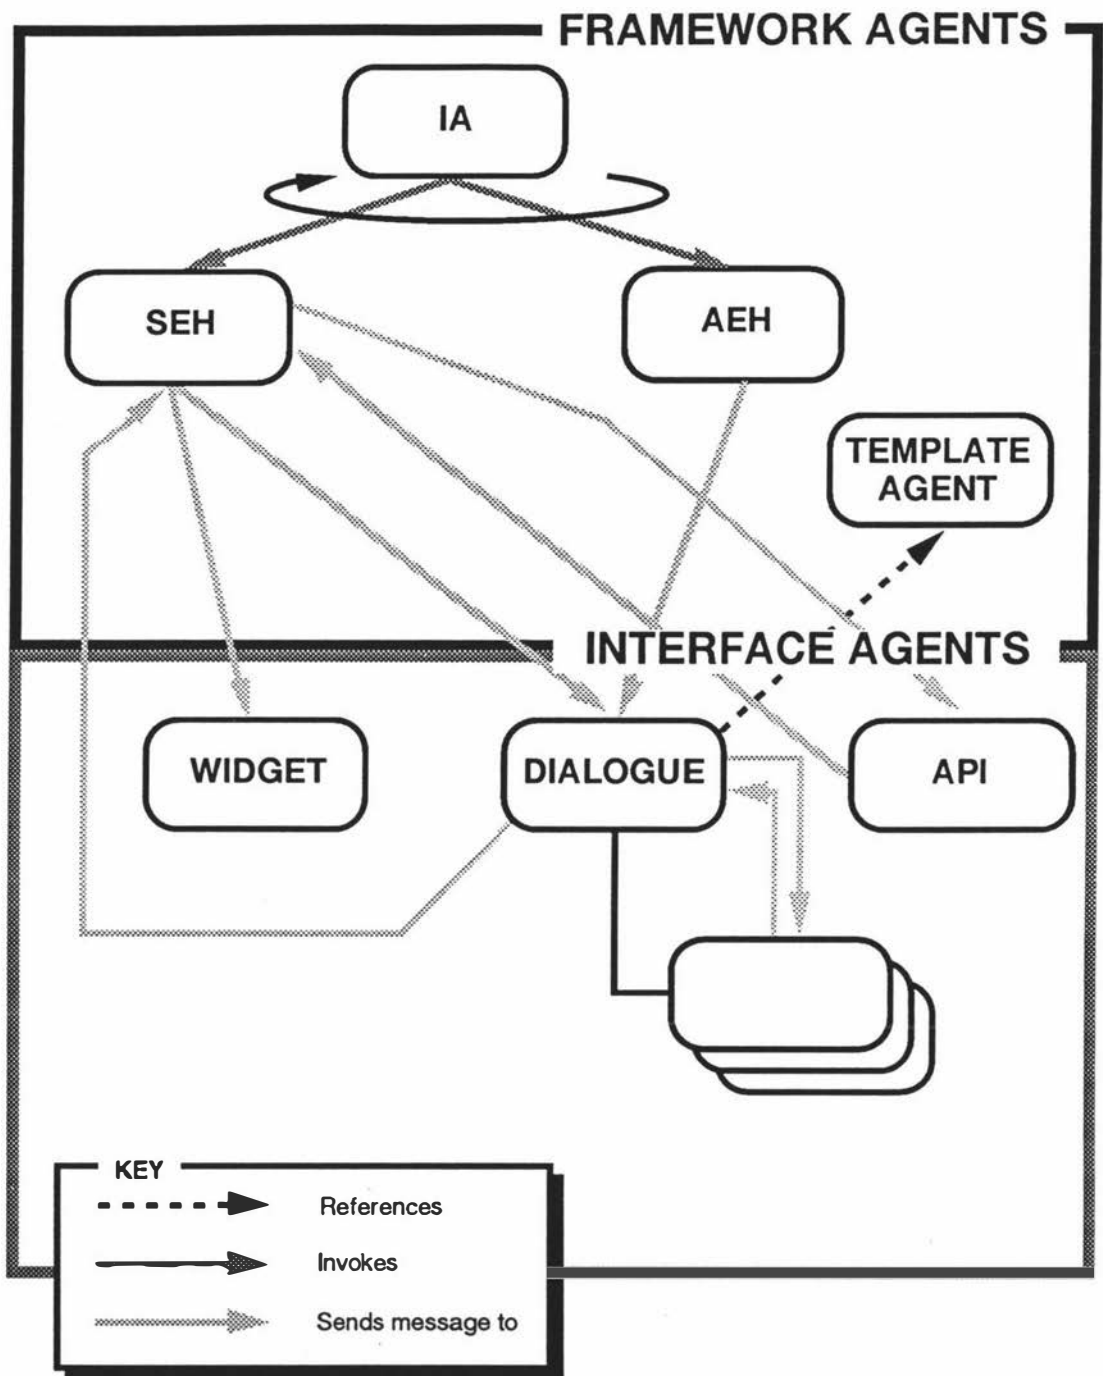 FRAMEWORK AGENTS
IA
SEH
AEH
TEMPLATE
AGENT
INTERFACE AGENTS
WIDGET
DIALOGUE
API
KEY
References
Invokes
Sends message to